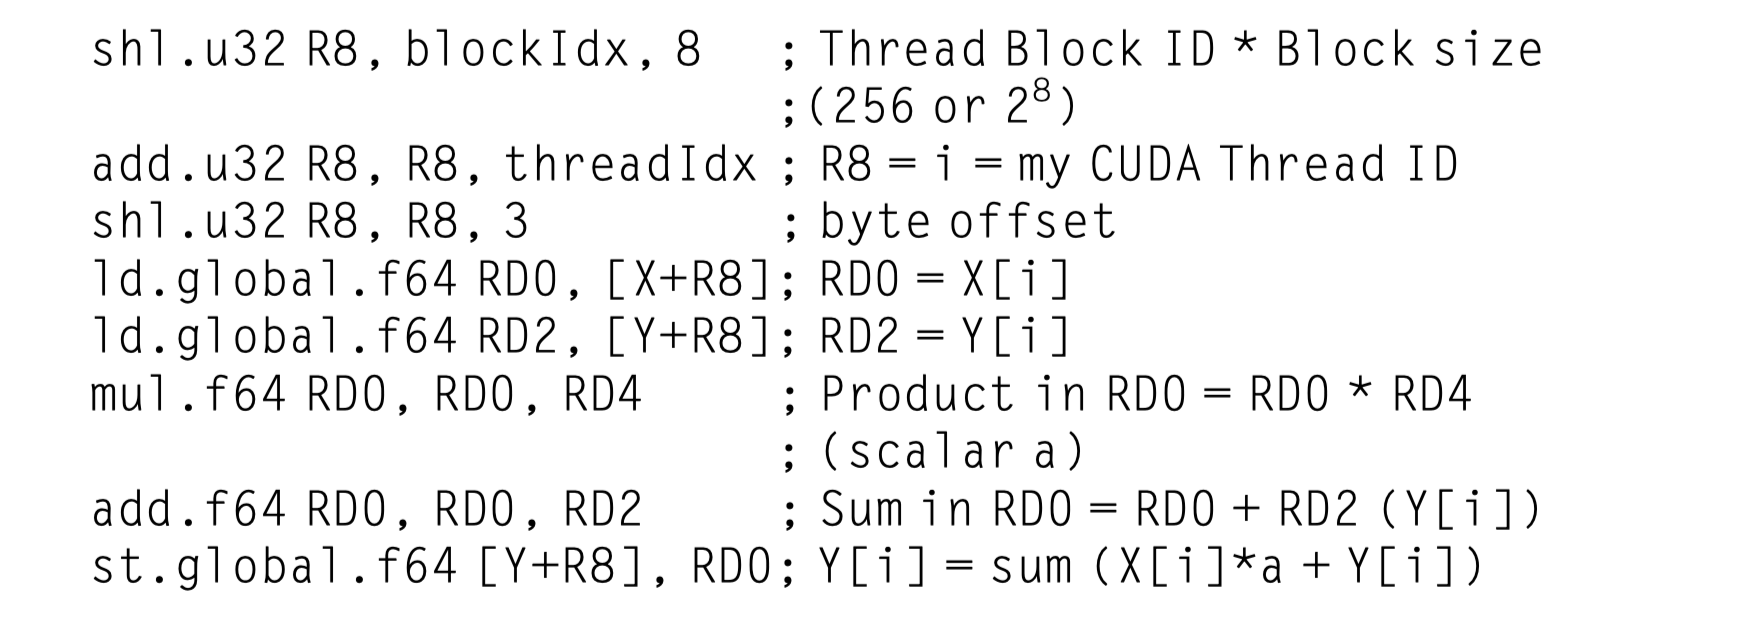 shl.u32 R8, blockIdx, 8 ; Thread Block ID * Block size
;(256 or 2⁸)
add.u32 R8, R8, threadIdx ; R8 = i = my CUDA Thread ID
shl.u32 R8, R8, 3 ; byte offset
ld.global.f64 RD0, [X+R8]; RD0 = X[i]
ld.global.f64 RD2, [Y+R8]; RD2 = Y[i]
mul.f64 RD0, RD0, RD4 ; Product in RD0 = RD0 * RD4
; (scalar a)
add.f64 RD0, RD0, RD2 ; Sum in RD0 = RD0 + RD2 (Y[i])
st.global.f64 [Y+R8], RD0; Y[i] = sum (X[i]*a + Y[i])